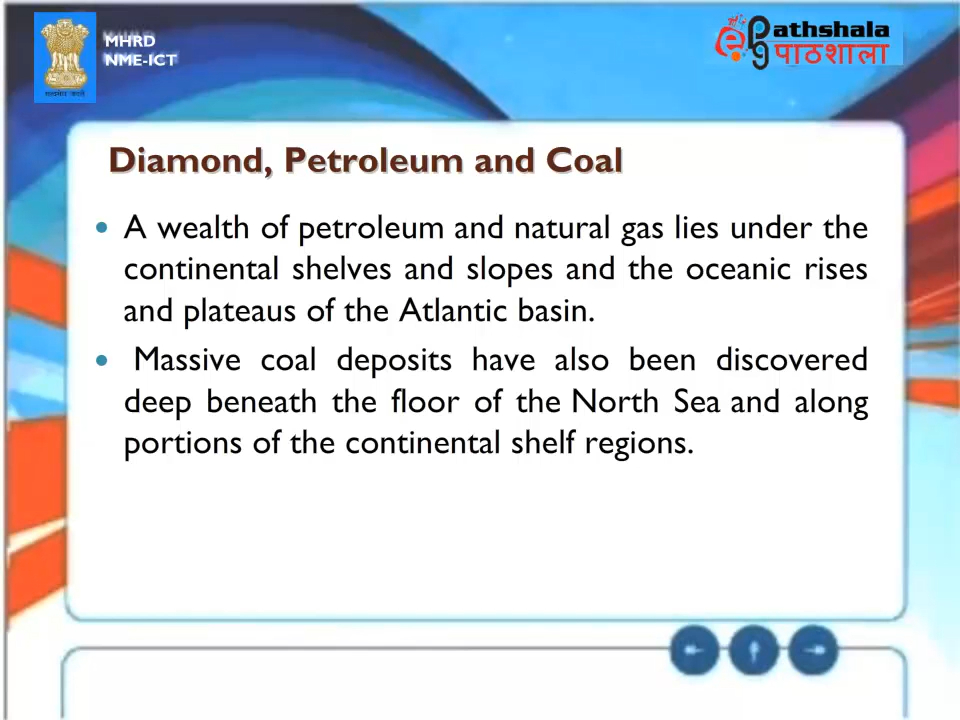 MHRD
NME-ICT
epgPathshala
पाठशाला
Diamond, Petroleum and Coal
• A wealth of petroleum and natural gas lies under the
continental shelves and slopes and the oceanic rises
and plateaus of the Atlantic basin.
• Massive coal deposits have also been discovered
deep beneath the floor of the North Sea and along
portions of the continental shelf regions.